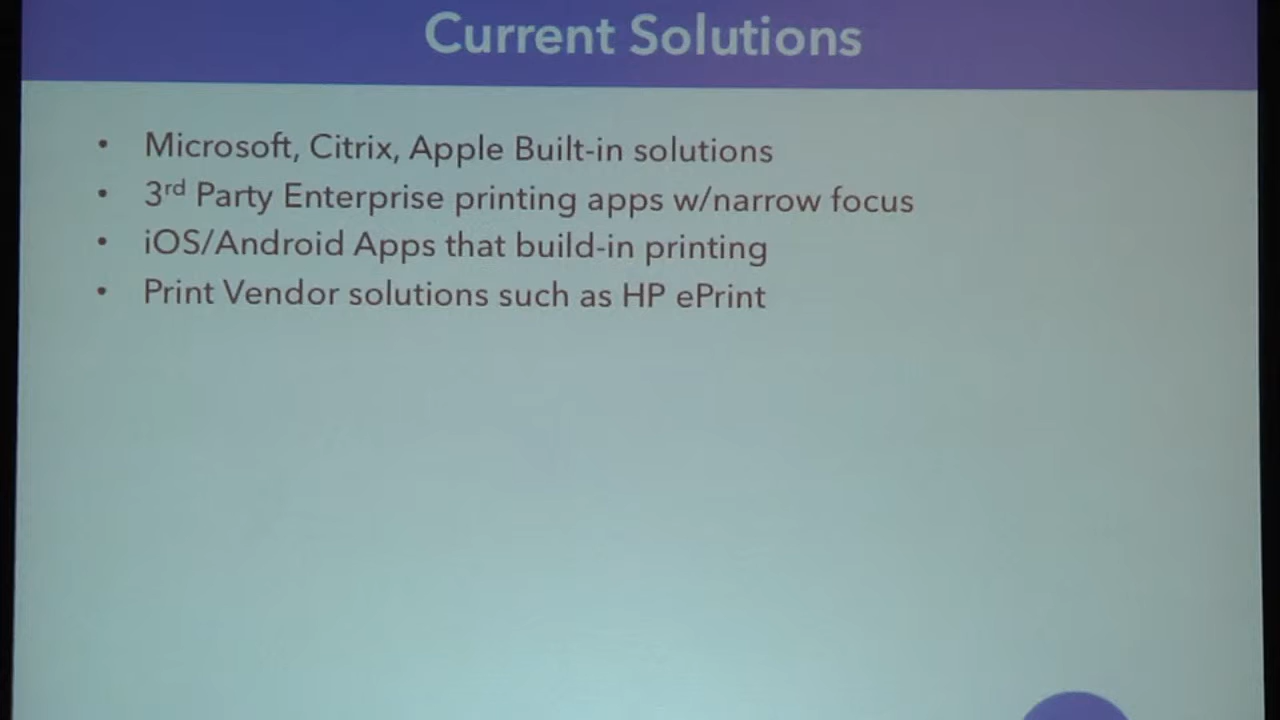 Current Solutions
• Microsoft, Citrix, Apple Built-in solutions
• 3rd Party Enterprise printing apps w/narrow focus
• iOS/Android Apps that build-in printing
• Print Vendor solutions such as HP ePrint